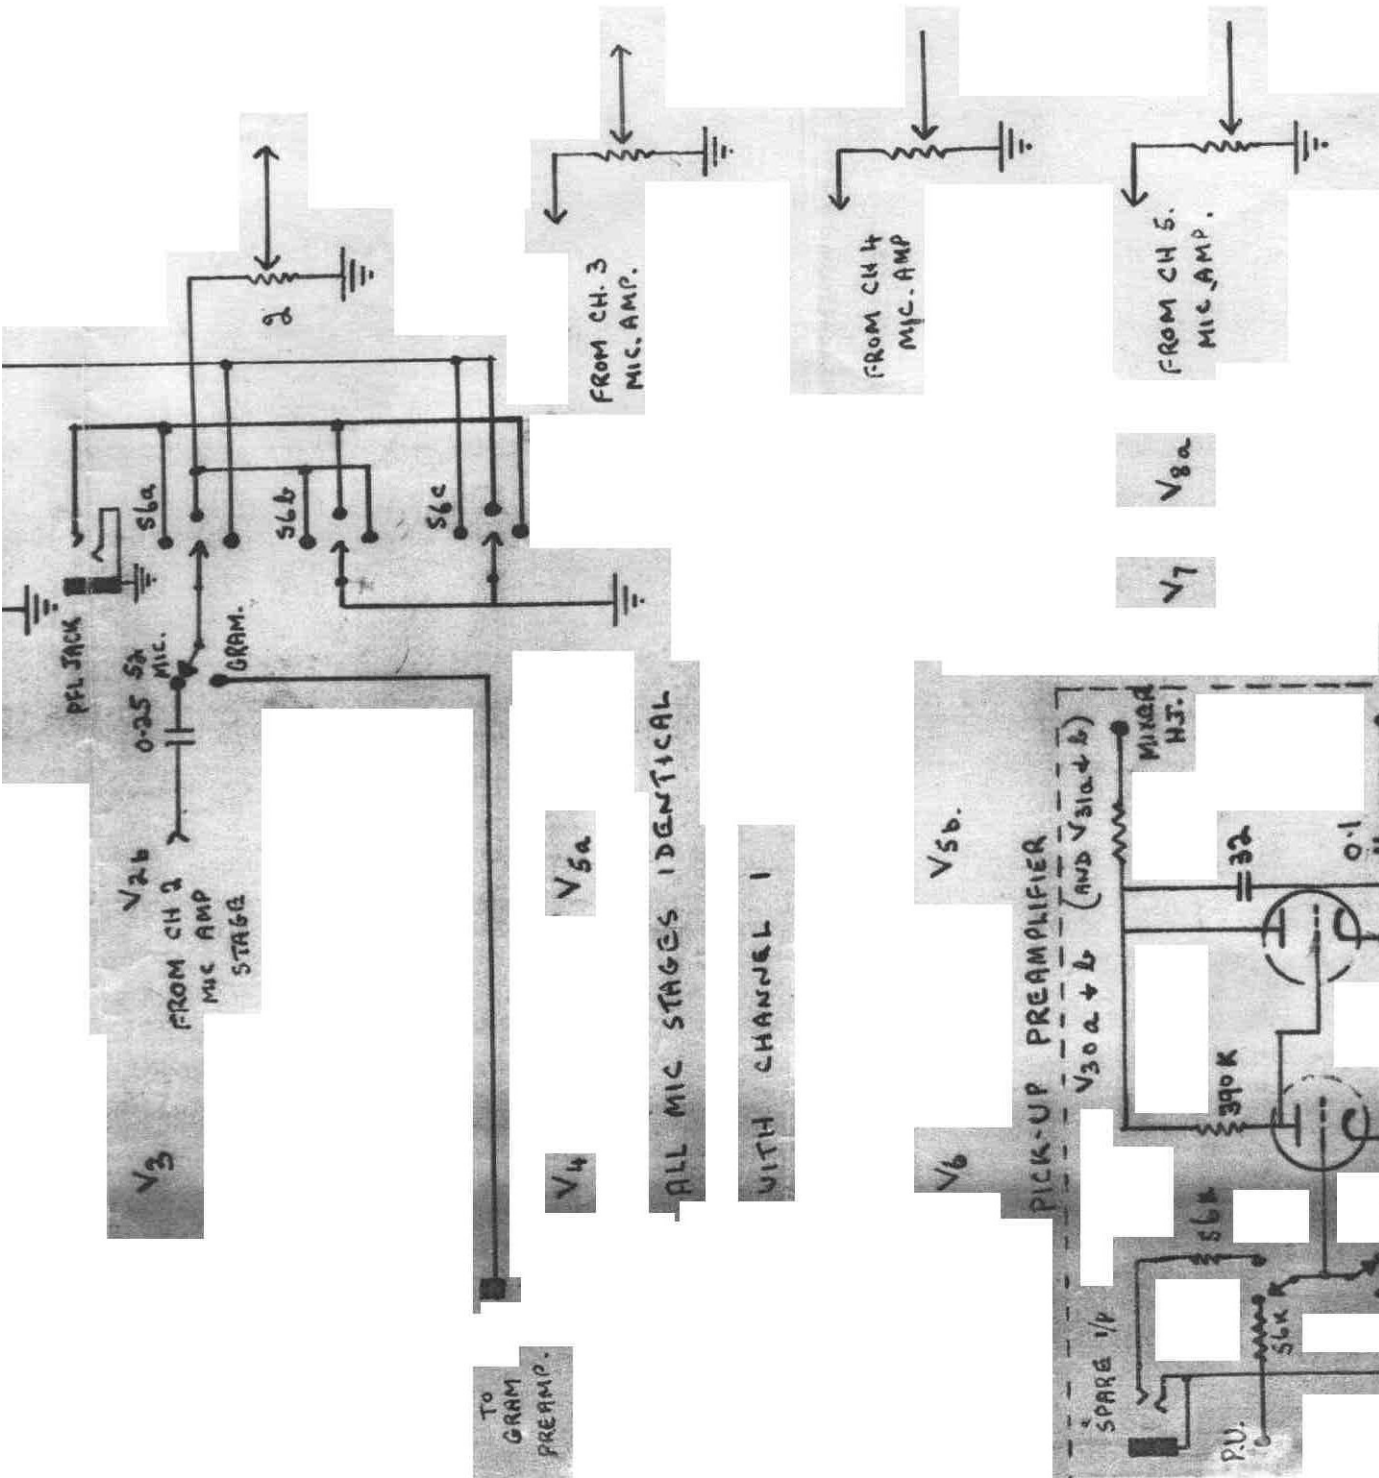 FROM CH. 3
MIC. AMP.
FROM CH 4
MIC. AMP
FROM CH 5.
MIC. AMP.
2
S6a
S6b
S6c
PFL JACK
S2
MIC.
GRAM.
0.25
V2b
FROM CH 2
MIC AMP
STAGE
V3
V4
V5a
ALL MIC STAGES IDENTICAL
WITH CHANNEL 1
V5b.
V6
V7
V8a
TO
GRAM
PREAMP.
PICK-UP PREAMPLIFIER
V30a & b (AND V31a & b)
MIXER
H.T.1
32
0.1
390K
56K
56K
SPARE I/P
P.U.